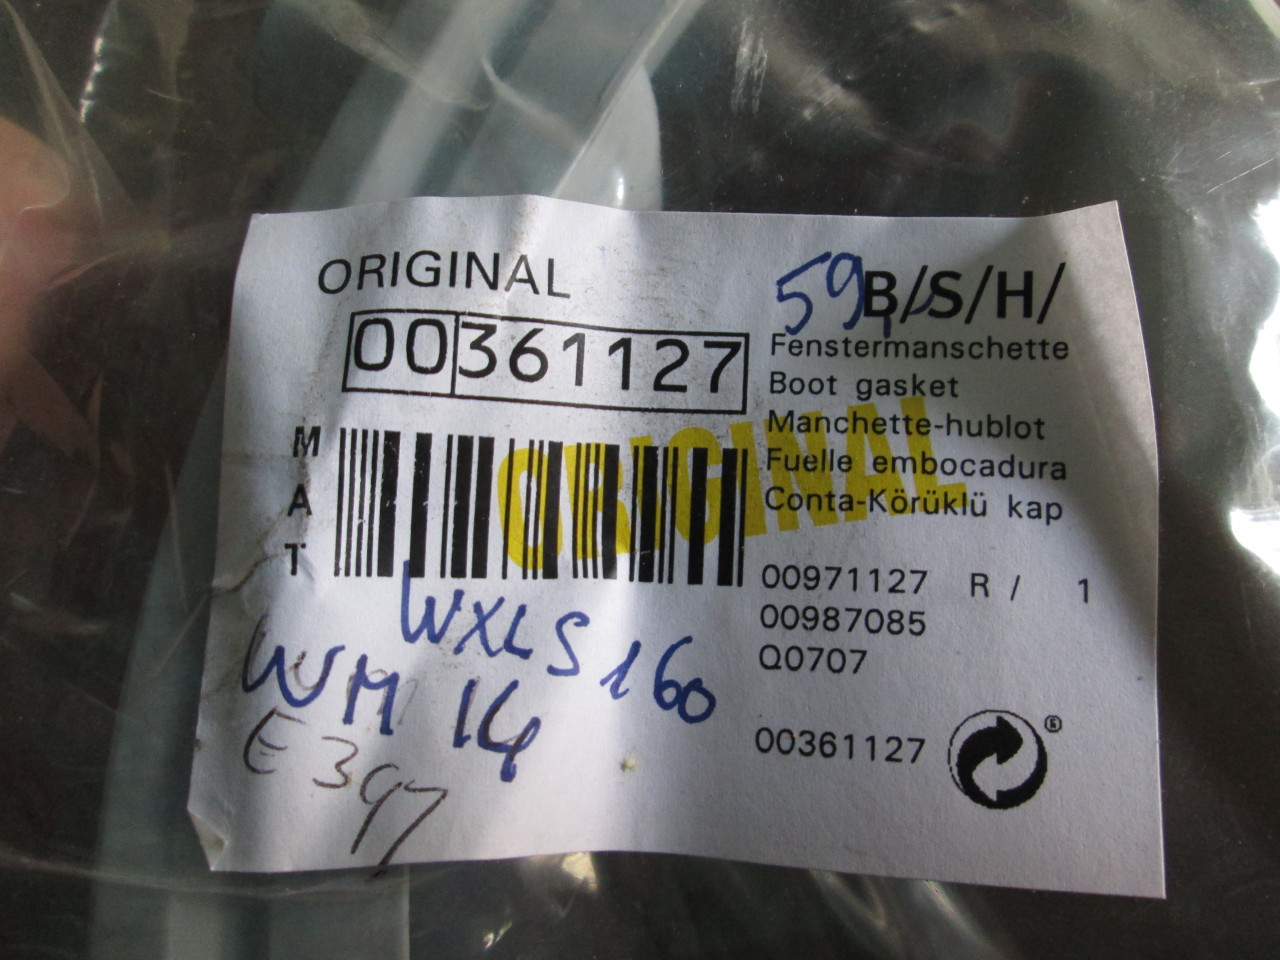 ORIGINAL
00361127
59, B/S/H/
Fenstermanschette
Boot gasket
Manchette-hublot
Fuelle embocadura
Conta-Körüklü kap
MAT
ORIGINAL
00971127 R / 1
00987085
Q0707
00361127
WXLS 160
WM 14
E 397